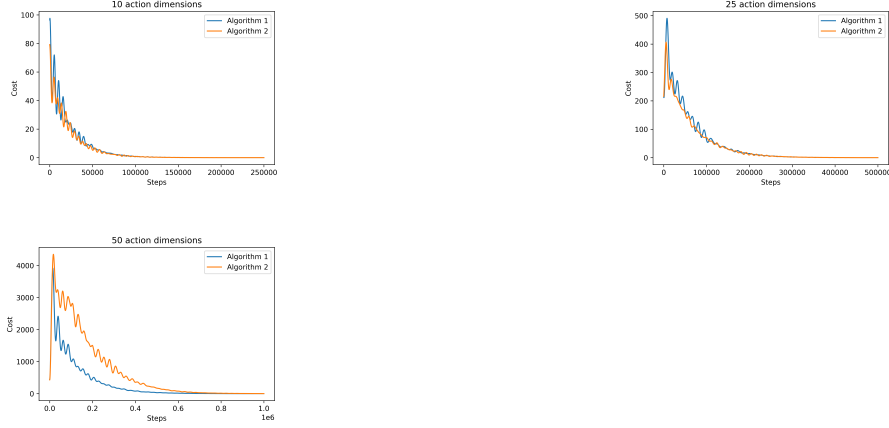 10 action dimensions
100
80
60
40
20
0
Cost
Algorithm 1
Algorithm 2
0
50000
100000
150000
200000
250000
Steps
25 action dimensions
500
400
300
200
100
0
Cost
Algorithm 1
Algorithm 2
0
100000
200000
300000
400000
500000
Steps
50 action dimensions
4000
3000
2000
1000
0
Cost
Algorithm 1
Algorithm 2
0.0
0.2
0.4
0.6
0.8
1.0
1e6
Steps